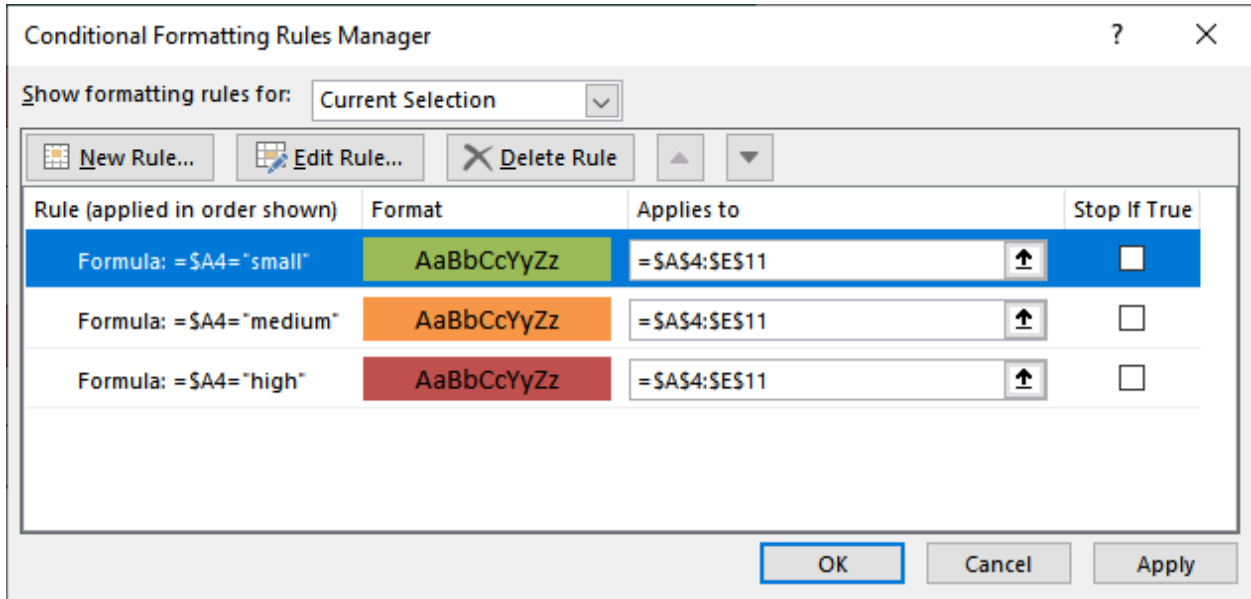 Conditional Formatting Rules Manager ? ×
Show formatting rules for: Current Selection
New Rule... Edit Rule... Delete Rule
Rule (applied in order shown) Format Applies to Stop If True
Formula: =$A4="small" AaBbCcYyZz =$A$4:$E$11
Formula: =$A4="medium" AaBbCcYyZz =$A$4:$E$11
Formula: =$A4="high" AaBbCcYyZz =$A$4:$E$11
OK Cancel Apply